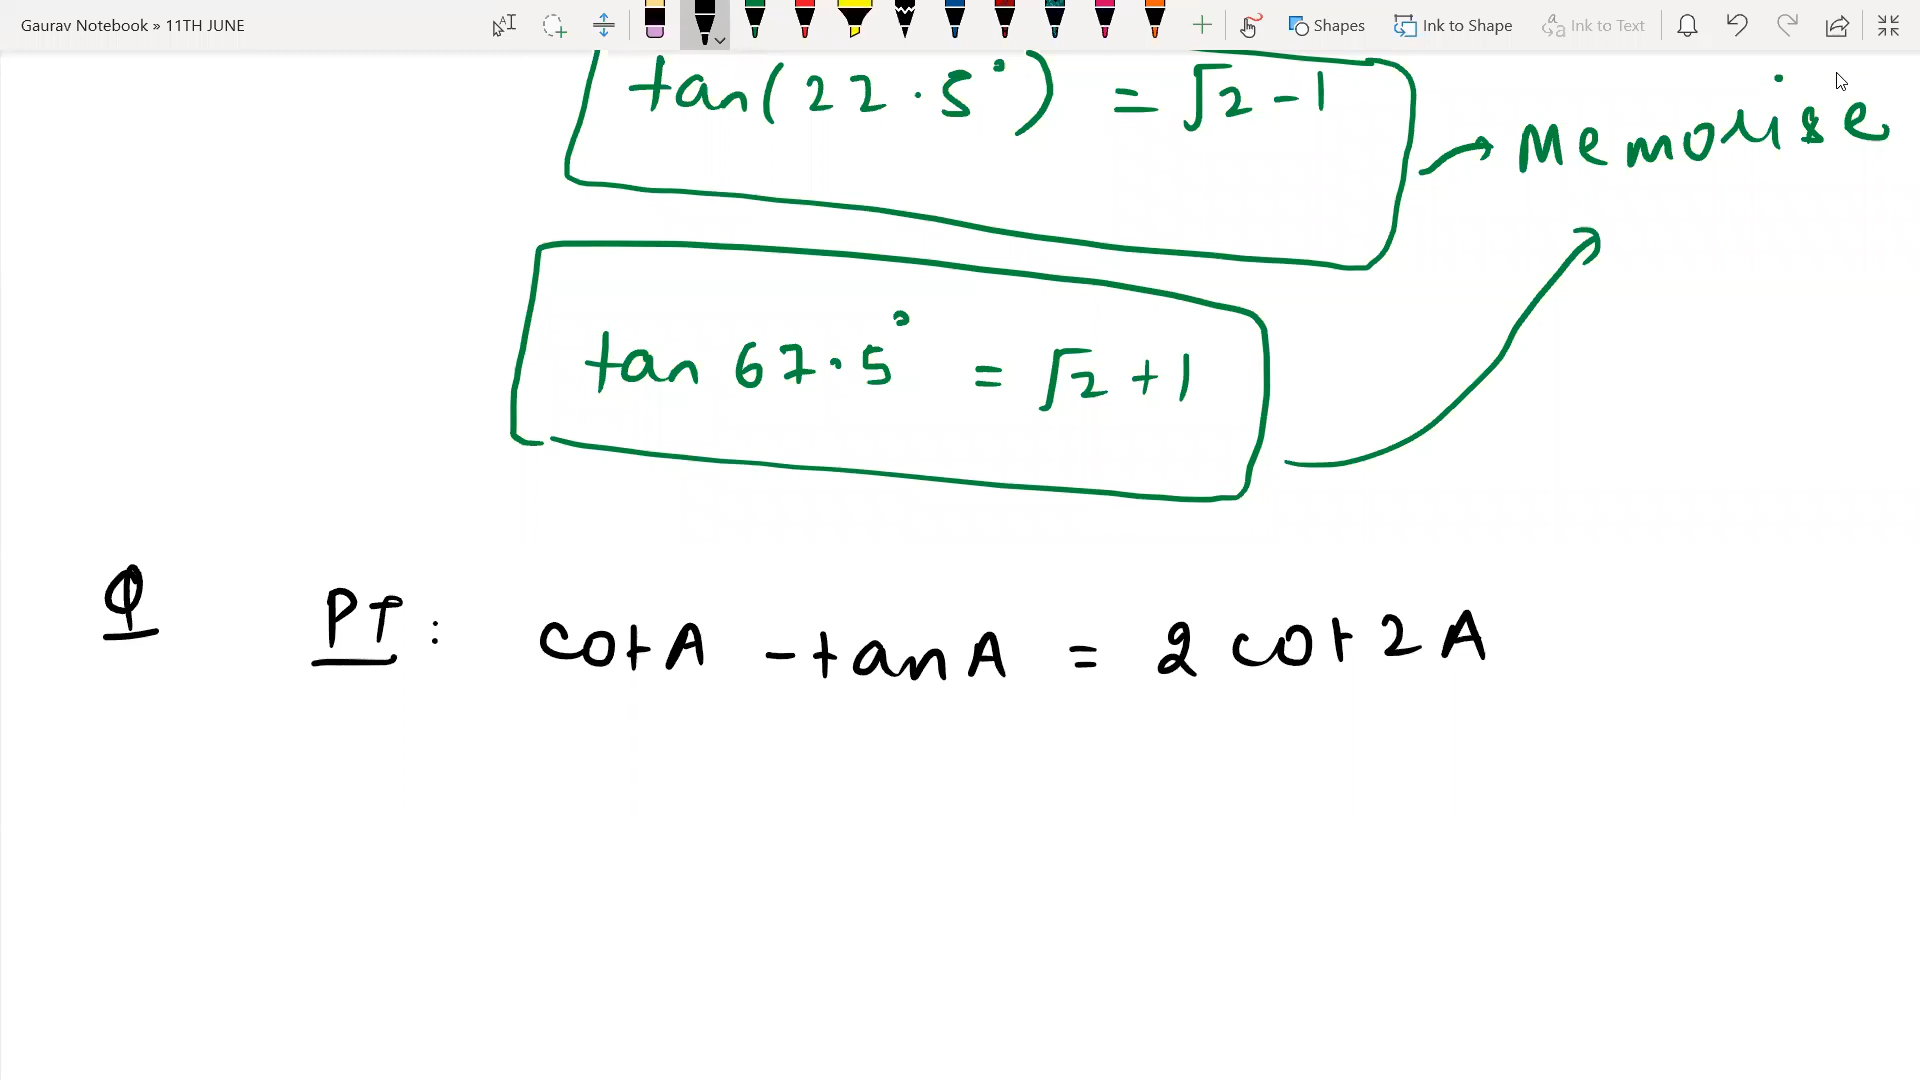 Gaurav Notebook » 11TH JUNE
Shapes
Ink to Shape
Ink to Text
tan(22.5°) = √2 - 1
→ Memorise
tan 67.5° = √2 + 1
Q PT : cot A - tan A = 2 cot 2A